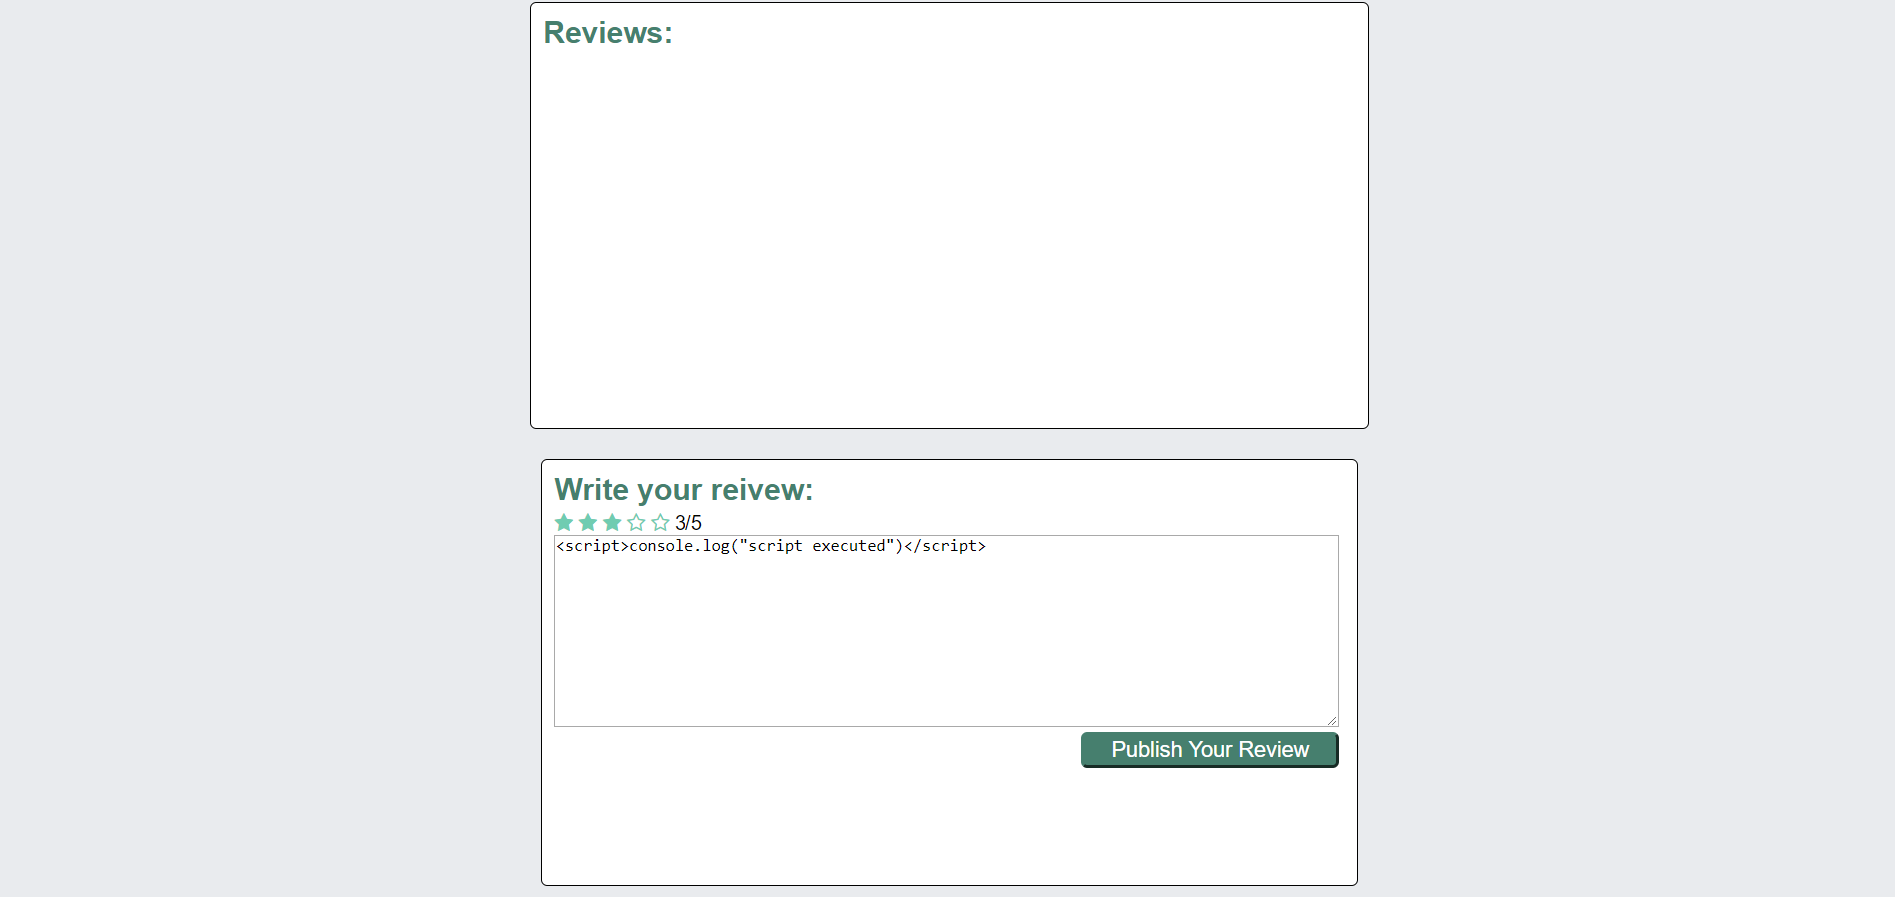 Reviews:
Write your reivew:
3/5
<script>console.log("script executed")</script>
Publish Your Review